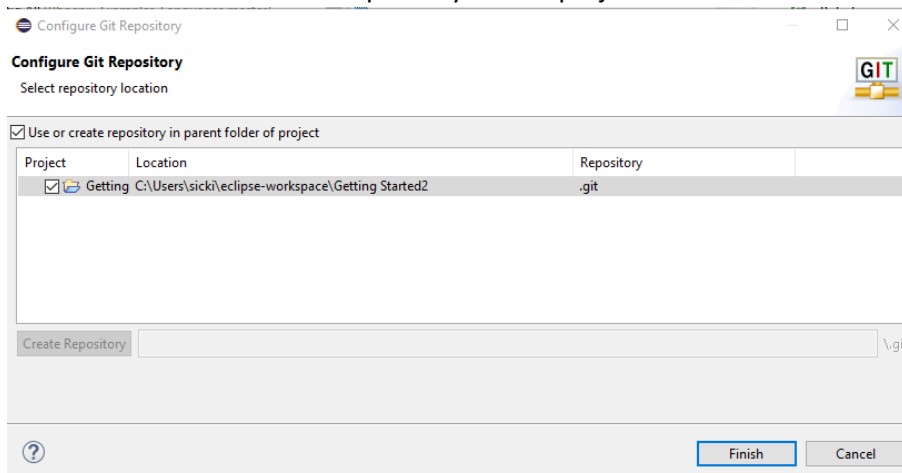 Configure Git Repository
Configure Git Repository
Select repository location
GIT
Use or create repository in parent folder of project
Project Location Repository
Getting C:\Users\sicki\eclipse-workspace\Getting Started2 .git
Create Repository \.gi
? Finish Cancel